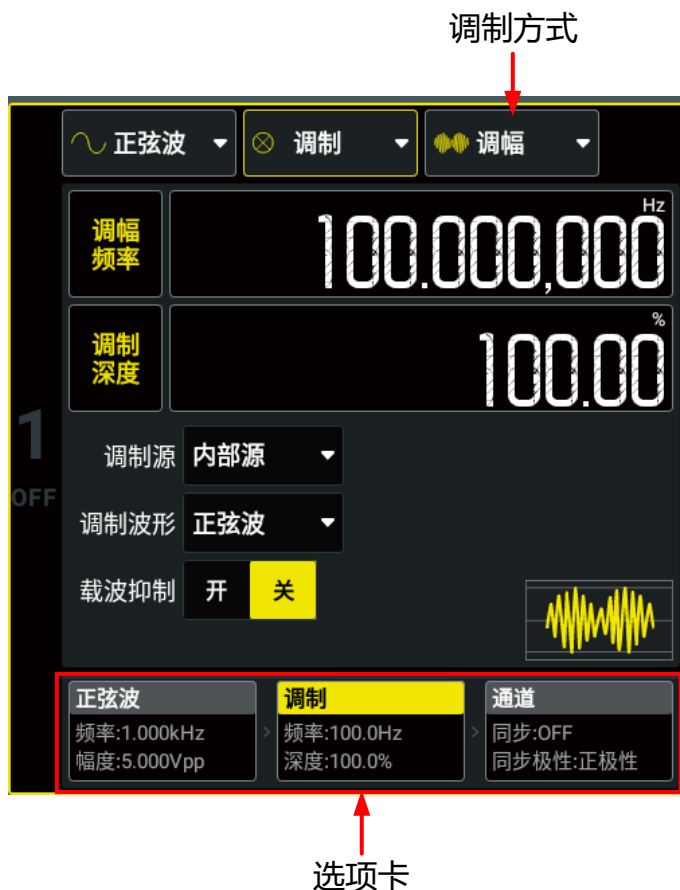 调制方式
正弦波 调制 调幅
调幅
频率
Hz
100.000,000
调制
深度
%
100.00
1
OFF
调制源 内部源
调制波形 正弦波
载波抑制 开 关
正弦波 调制 通道
频率:1.000kHz 频率:100.0Hz 同步:OFF
幅度:5.000Vpp 深度:100.0% 同步极性:正极性
选项卡